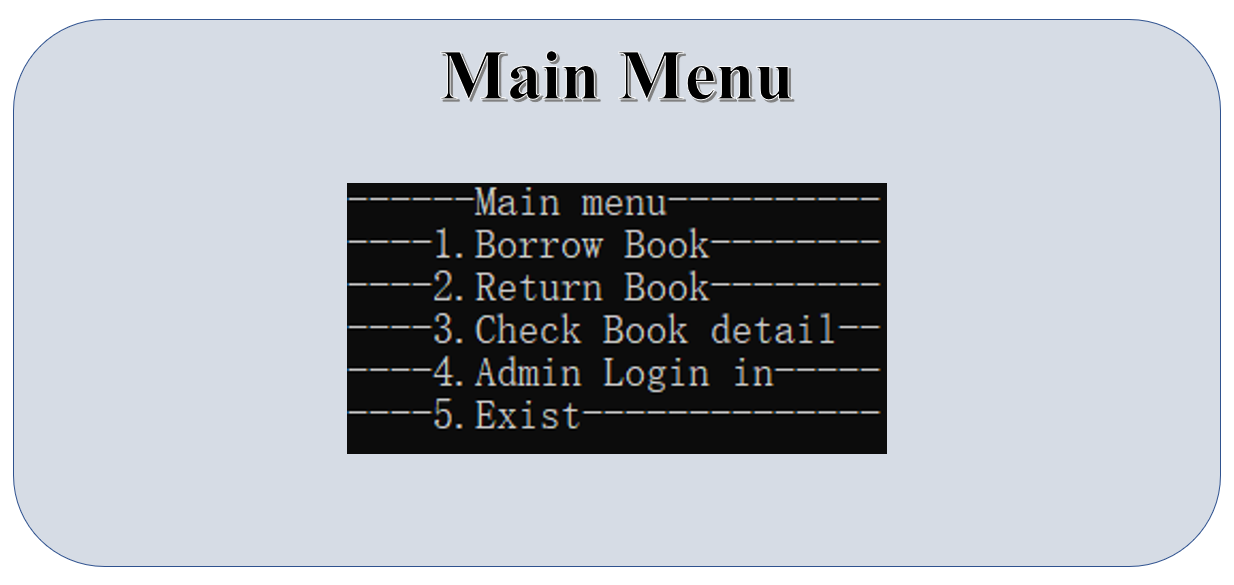 Main Menu
------Main menu----------
----1.Borrow Book--------
----2.Return Book--------
----3.Check Book detail--
----4.Admin Login in-----
----5.Exist--------------